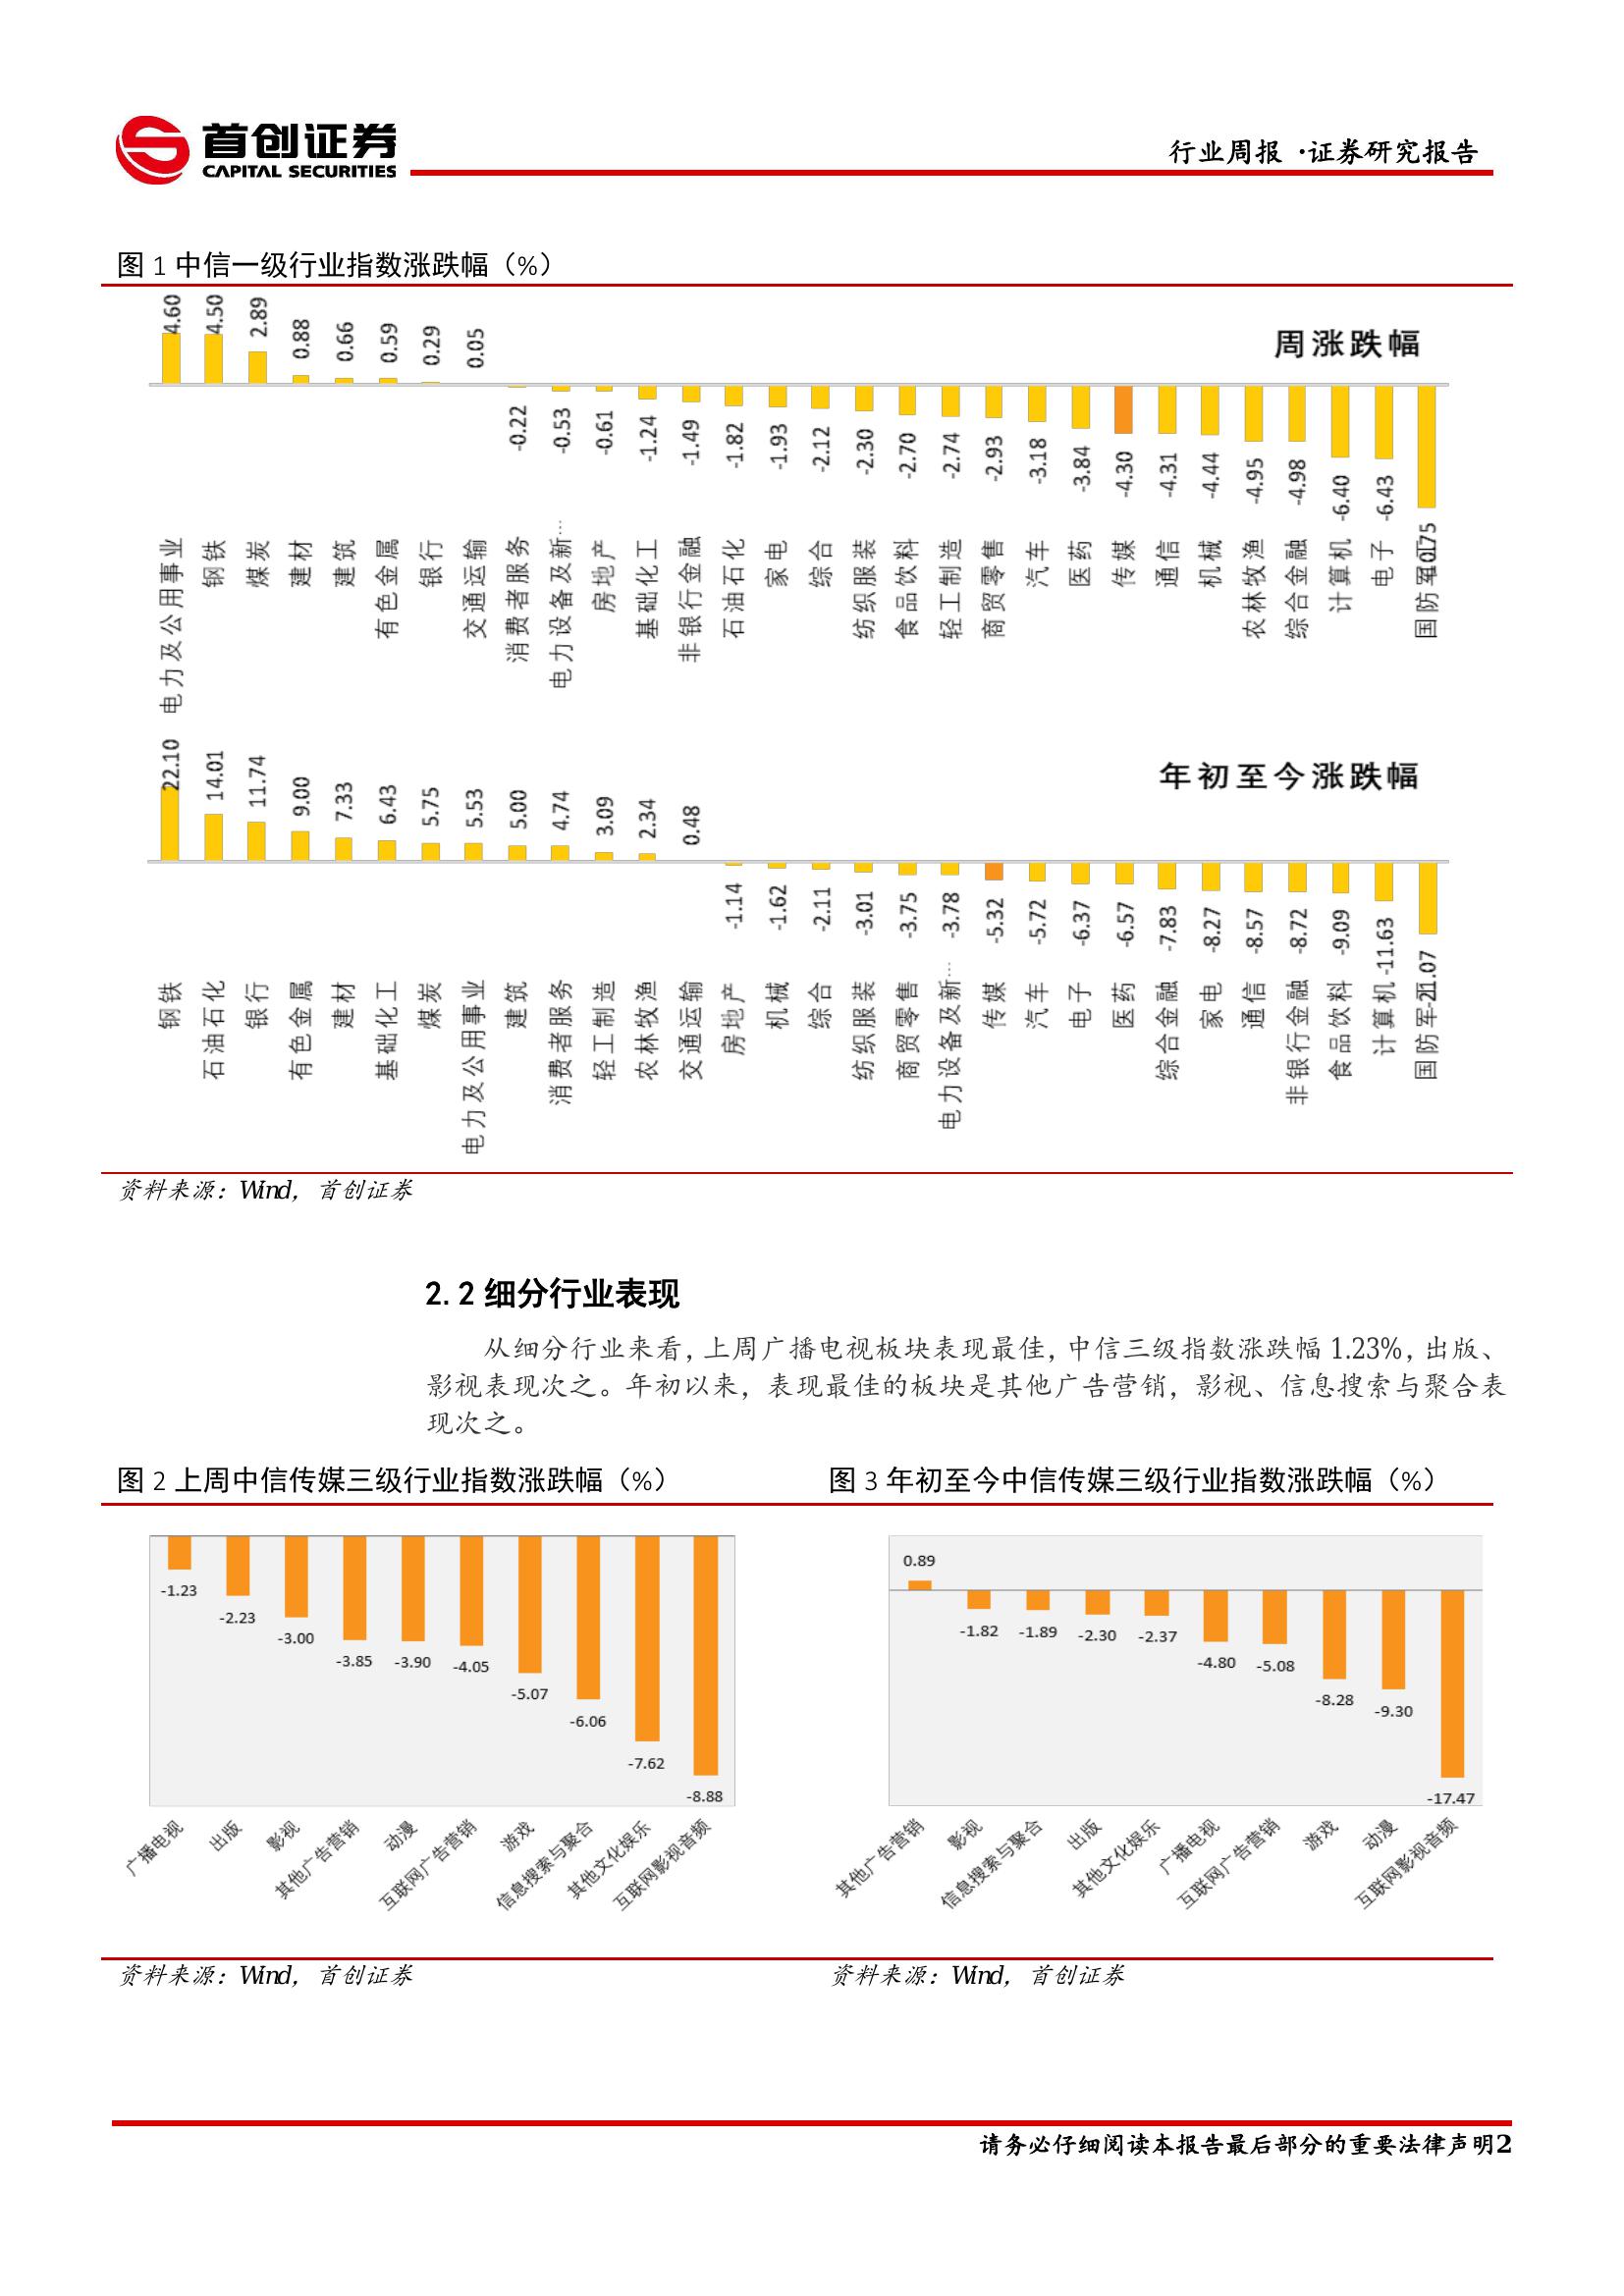 首创证券
CAPITAL SECURITIES
行业周报 ·证券研究报告
图 1 中信一级行业指数涨跌幅（%）
周涨跌幅
4.60 4.50 2.89 0.88 0.66 0.59 0.29 0.05
-0.22 -0.53 -0.61 -1.24 -1.49 -1.82 -1.93 -2.12 -2.30 -2.70 -2.74 -2.93 -3.18 -3.84 -4.30 -4.31 -4.44 -4.95 -4.98 -6.40 -6.43 -10.75
电力及公用事业 钢铁 煤炭 建材 建筑 有色金属 银行 交通运输 消费者服务 电力设备及新… 房地产 基础化工 非银行金融 石油石化 家电 综合 纺织服装 食品饮料 轻工制造 商贸零售 汽车 医药 传媒 通信 机械 农林牧渔 综合金融 计算机 电子 国防军工
年初至今涨跌幅
22.10 14.01 11.74 9.00 7.33 6.43 5.75 5.53 5.00 4.74 3.09 2.34 0.48
-1.14 -1.62 -2.11 -3.01 -3.75 -3.78 -5.32 -5.72 -6.37 -6.57 -7.83 -8.27 -8.57 -8.72 -9.09 -11.63 -21.07
钢铁 石油石化 银行 有色金属 建材 基础化工 煤炭 电力及公用事业 建筑 消费者服务 轻工制造 农林牧渔 交通运输 房地产 机械 综合 纺织服装 商贸零售 电力设备及新… 传媒 汽车 电子 医药 综合金融 家电 通信 非银行金融 食品饮料 计算机 国防军工
资料来源：Wind，首创证券
2.2 细分行业表现
从细分行业来看，上周广播电视板块表现最佳，中信三级指数涨跌幅 1.23%，出版、
影视表现次之。年初以来，表现最佳的板块是其他广告营销，影视、信息搜索与聚合表
现次之。
图 2 上周中信传媒三级行业指数涨跌幅（%）
-1.23 -2.23 -3.00 -3.85 -3.90 -4.05 -5.07 -6.06 -7.62 -8.88
广播电视 出版 影视 其他广告营销 动漫 互联网广告营销 游戏 信息搜索与聚合 其他文化娱乐 互联网影视音频
资料来源：Wind，首创证券
图 3 年初至今中信传媒三级行业指数涨跌幅（%）
0.89 -1.82 -1.89 -2.30 -2.37 -4.80 -5.08 -8.28 -9.30 -17.47
其他广告营销 影视 信息搜索与聚合 出版 其他文化娱乐 广播电视 互联网广告营销 游戏 动漫 互联网影视音频
资料来源：Wind，首创证券
请务必仔细阅读本报告最后部分的重要法律声明2